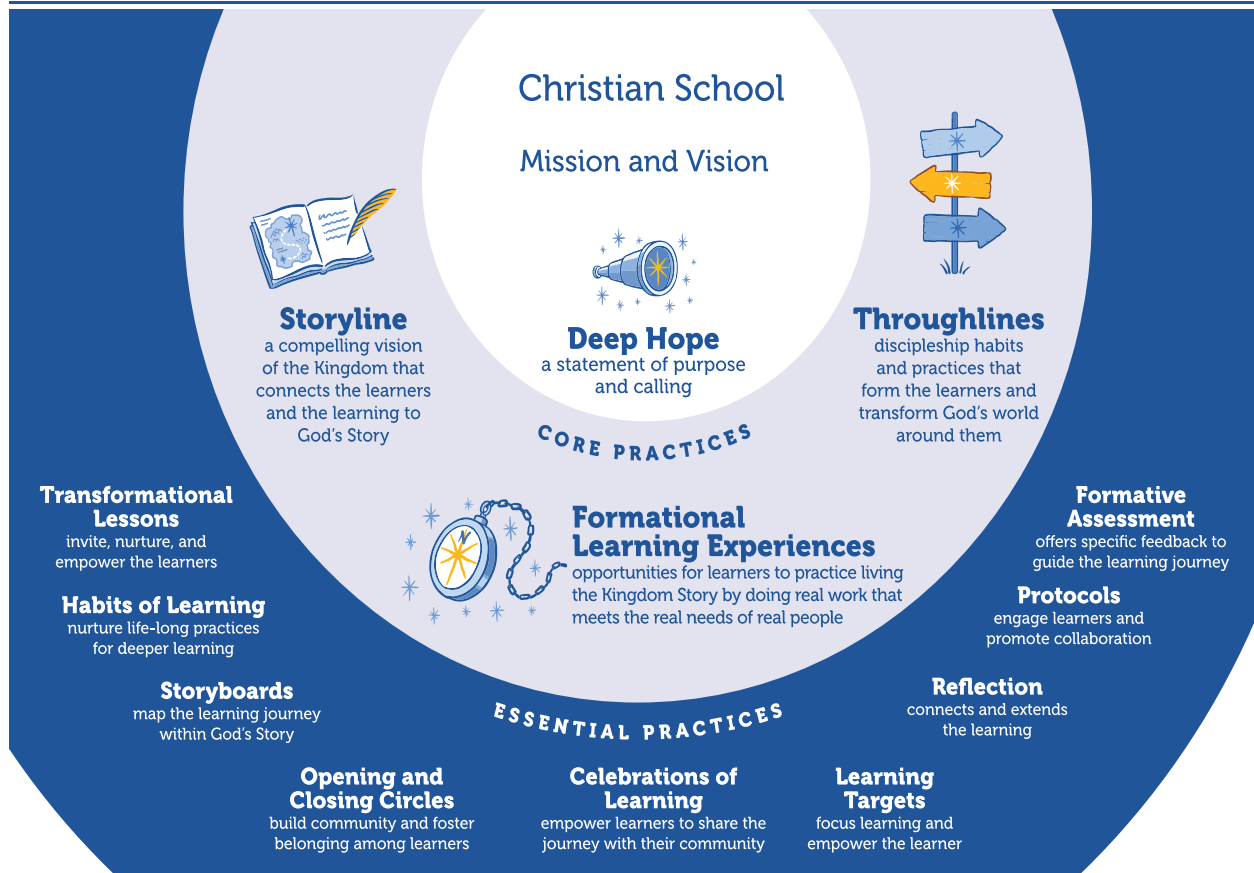 Christian School
Mission and Vision
Deep Hope
a statement of purpose
and calling
Storyline
a compelling vision
of the Kingdom that
connects the learners
and the learning to
God's Story
Throughlines
discipleship habits
and practices that
form the learners and
transform God's world
around them
CORE PRACTICES
N
Formational
Learning Experiences
opportunities for learners to practice living
the Kingdom Story by doing real work that
meets the real needs of real people
Transformational
Lessons
invite, nurture, and
empower the learners
Habits of Learning
nurture life-long practices
for deeper learning
Storyboards
map the learning journey
within God's Story
ESSENTIAL PRACTICES
Opening and
Closing Circles
build community and foster
belonging among learners
Celebrations of
Learning
empower learners to share the
journey with their community
Learning
Targets
focus learning and
empower the learner
Reflection
connects and extends
the learning
Protocols
engage learners and
promote collaboration
Formative
Assessment
offers specific feedback to
guide the learning journey